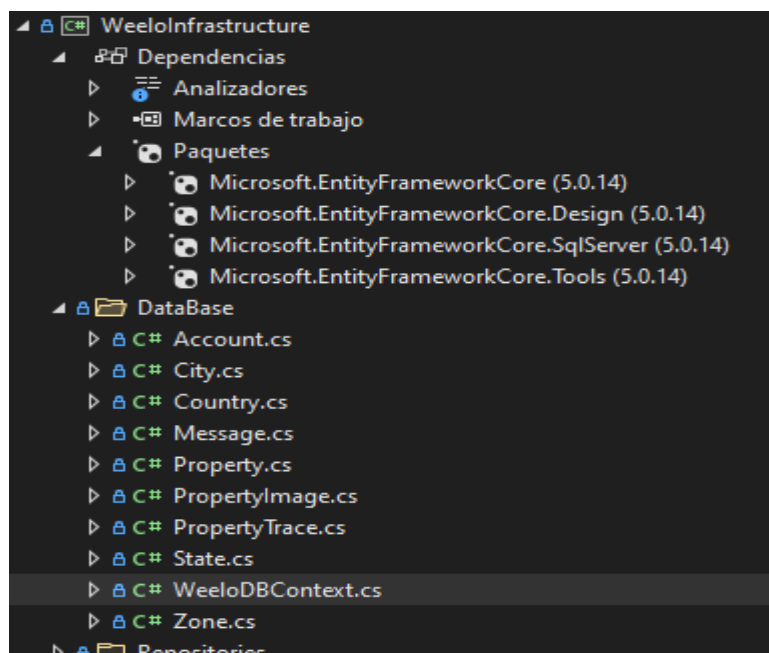 C# WeeloInfrastructure
Dependencias
Analizadores
Marcos de trabajo
Paquetes
Microsoft.EntityFrameworkCore (5.0.14)
Microsoft.EntityFrameworkCore.Design (5.0.14)
Microsoft.EntityFrameworkCore.SqlServer (5.0.14)
Microsoft.EntityFrameworkCore.Tools (5.0.14)
DataBase
C# Account.cs
C# City.cs
C# Country.cs
C# Message.cs
C# Property.cs
C# PropertyImage.cs
C# PropertyTrace.cs
C# State.cs
C# WeeloDBContext.cs
C# Zone.cs
Repositories